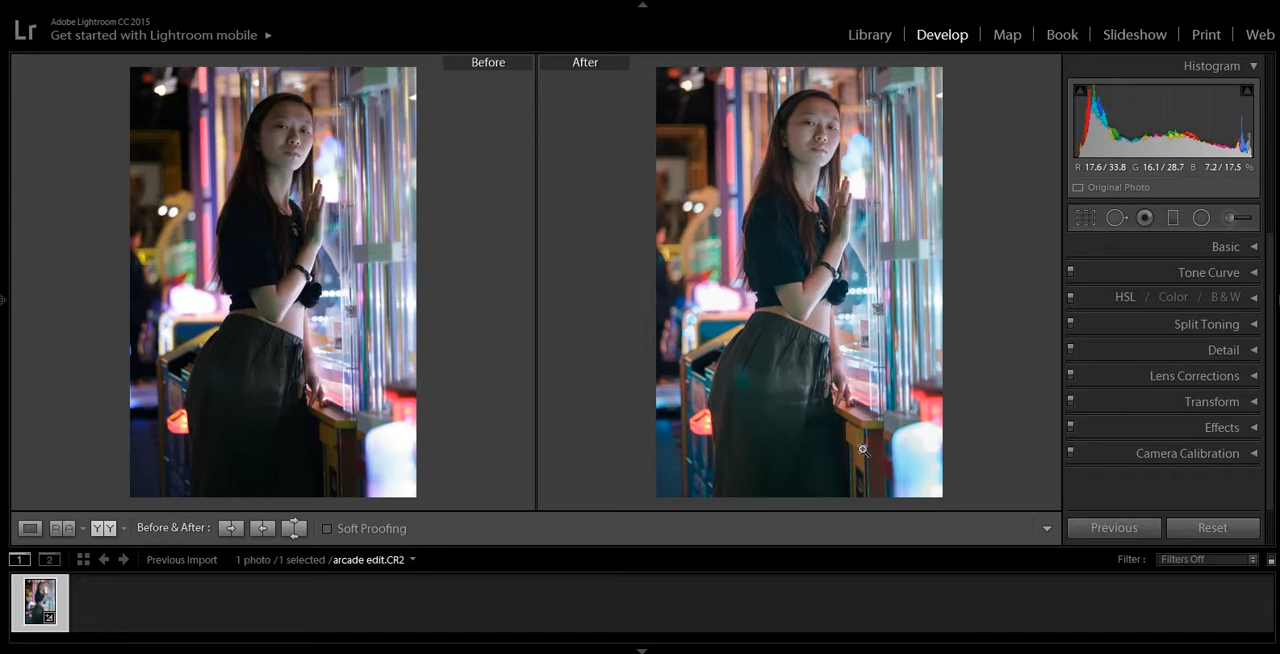 Lr
Adobe Lightroom CC 2015
Get started with Lightroom mobile
Library Develop Map Book Slideshow Print Web
Before After
Histogram
R 17.6 / 33.8 G 16.1 / 28.7 B 7.2 / 17.5 %
Original Photo
Basic
Tone Curve
HSL / Color / B & W
Split Toning
Detail
Lens Corrections
Transform
Effects
Camera Calibration
R A Y Y Before & After : Soft Proofing Previous Reset
1 2 Previous Import 1 photo / 1 selected / arcade edit.CR2 Filter : Filters Off